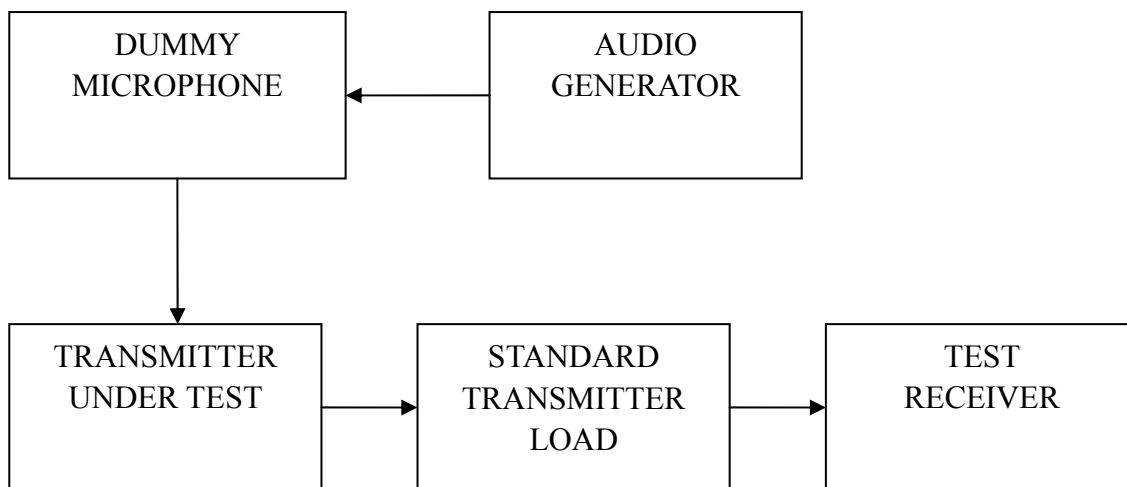 DUMMY
MICROPHONE
AUDIO
GENERATOR
TRANSMITTER
UNDER TEST
STANDARD
TRANSMITTER
LOAD
TEST
RECEIVER